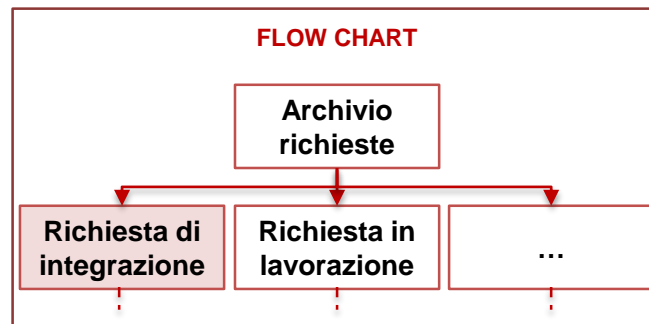 FLOW CHART
Archivio
richieste
Richiesta di
integrazione
Richiesta in
lavorazione
...